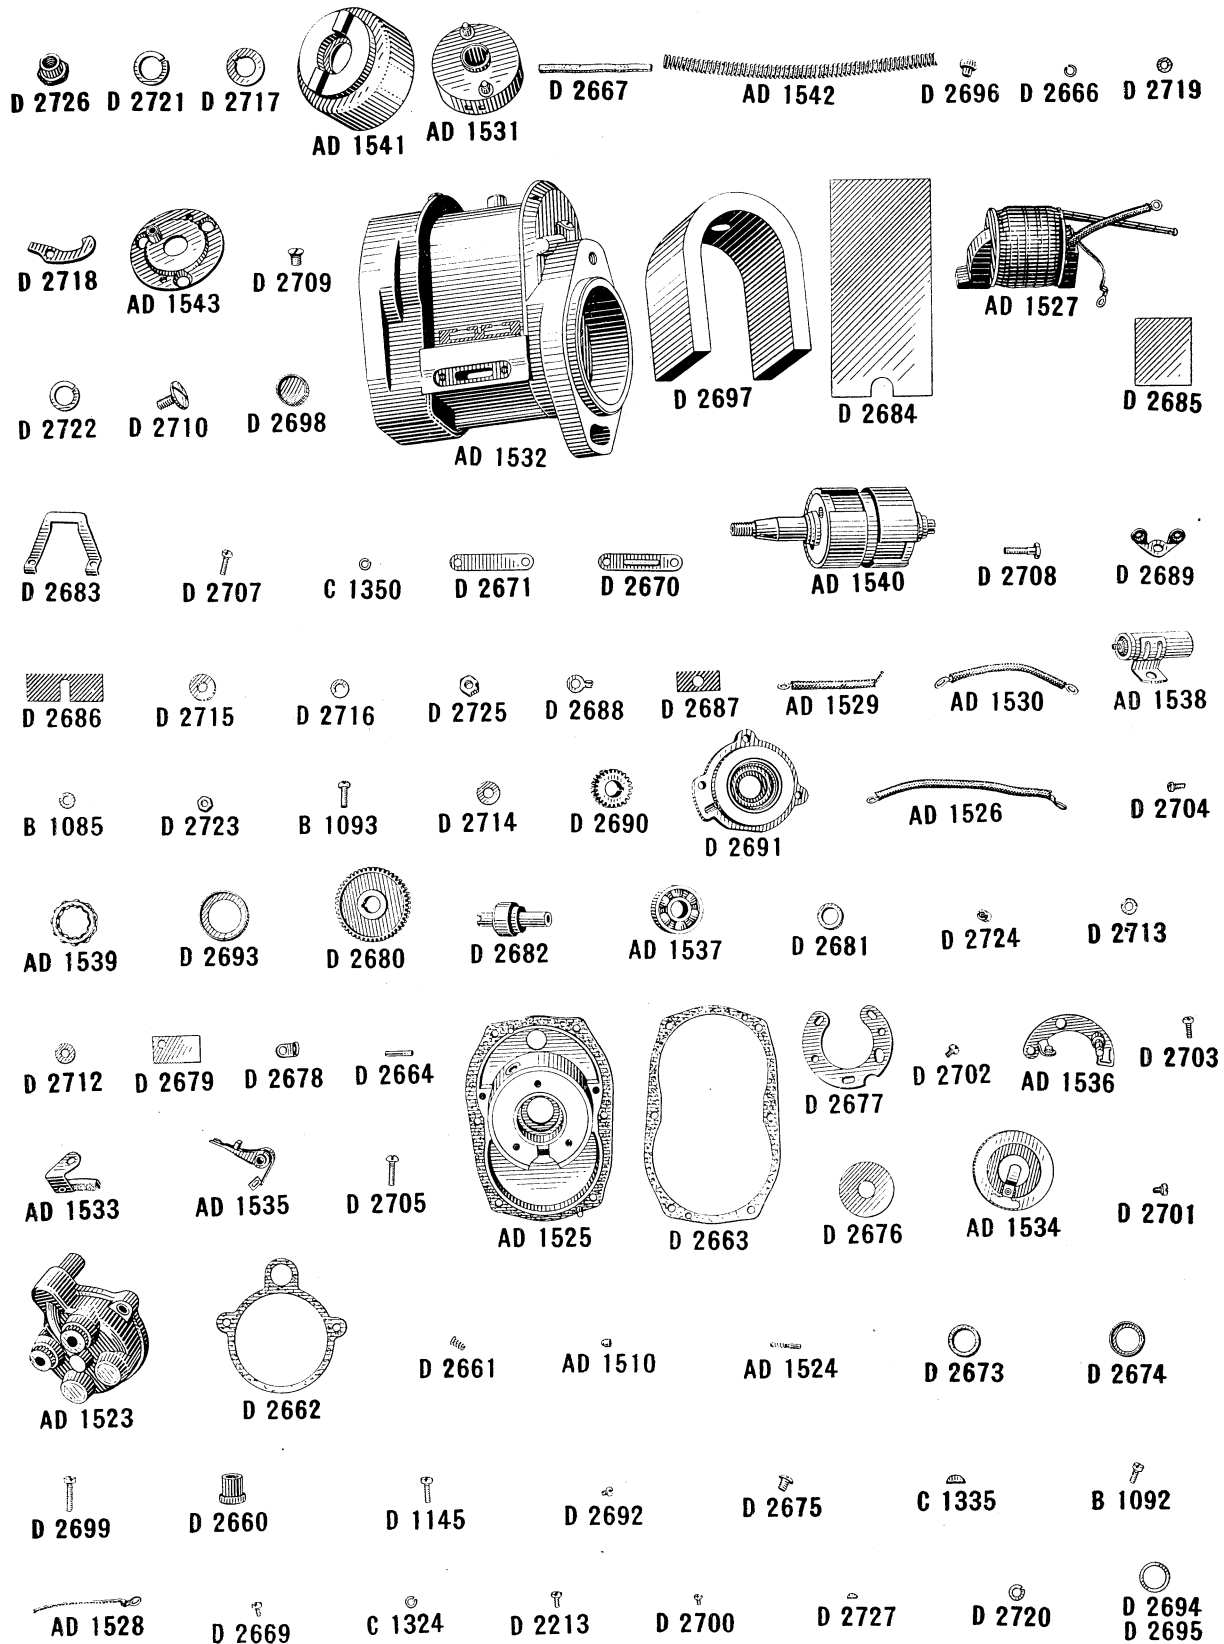 D 2726 D 2721 D 2717 AD 1541 AD 1531 D 2667 AD 1542 D 2696 D 2666 D 2719
D 2718 AD 1543 D 2709 AD 1532 D 2697 D 2684 AD 1527
D 2722 D 2710 D 2698 D 2685
D 2683 D 2707 C 1350 D 2671 D 2670 AD 1540 D 2708 D 2689
D 2686 D 2715 D 2716 D 2725 D 2688 D 2687 AD 1529 AD 1530 AD 1538
B 1085 D 2723 B 1093 D 2714 D 2690 D 2691 AD 1526 D 2704
AD 1539 D 2693 D 2680 D 2682 AD 1537 D 2681 D 2724 D 2713
D 2712 D 2679 D 2678 D 2664 D 2677 D 2702 AD 1536 D 2703
AD 1533 AD 1535 D 2705 AD 1525 D 2663 D 2676 AD 1534 D 2701
AD 1523 D 2662 D 2661 AD 1510 AD 1524 D 2673 D 2674
D 2699 D 2660 D 1145 D 2692 D 2675 C 1335 B 1092
AD 1528 D 2669 C 1324 D 2213 D 2700 D 2727 D 2720 D 2694
D 2695